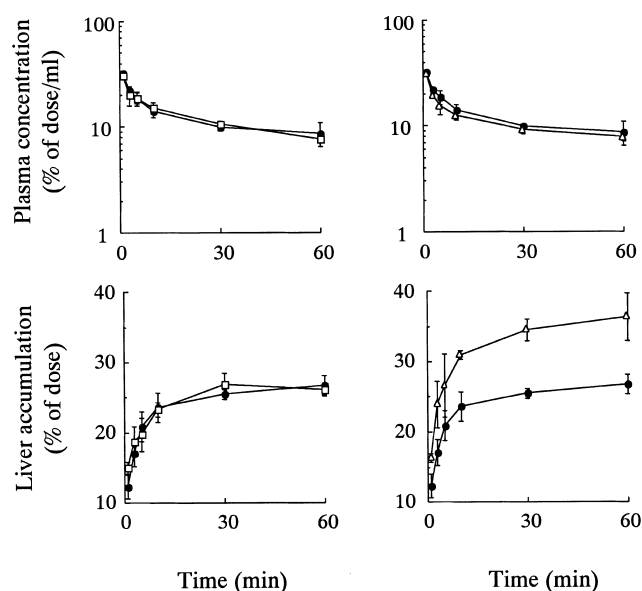 Plasma concentration
(% of dose/ml)
100
10
1
0 30 60
100
10
1
0 30 60
Liver accumulation
(% of dose)
40
30
20
10
0 30 60
40
30
20
10
0 30 60
Time (min)
Time (min)